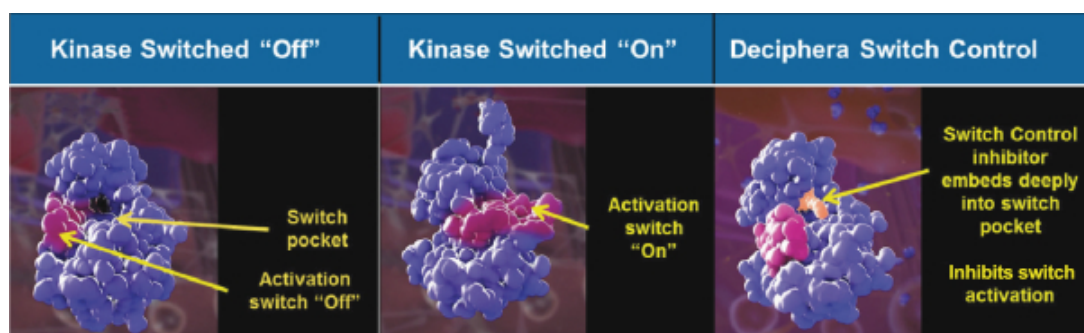 Kinase Switched “Off”
Kinase Switched “On”
Deciphera Switch Control
Switch
pocket
Activation
switch “Off”
Activation
switch
“On”
Switch Control
inhibitor
embeds deeply
into switch
pocket
Inhibits switch
activation